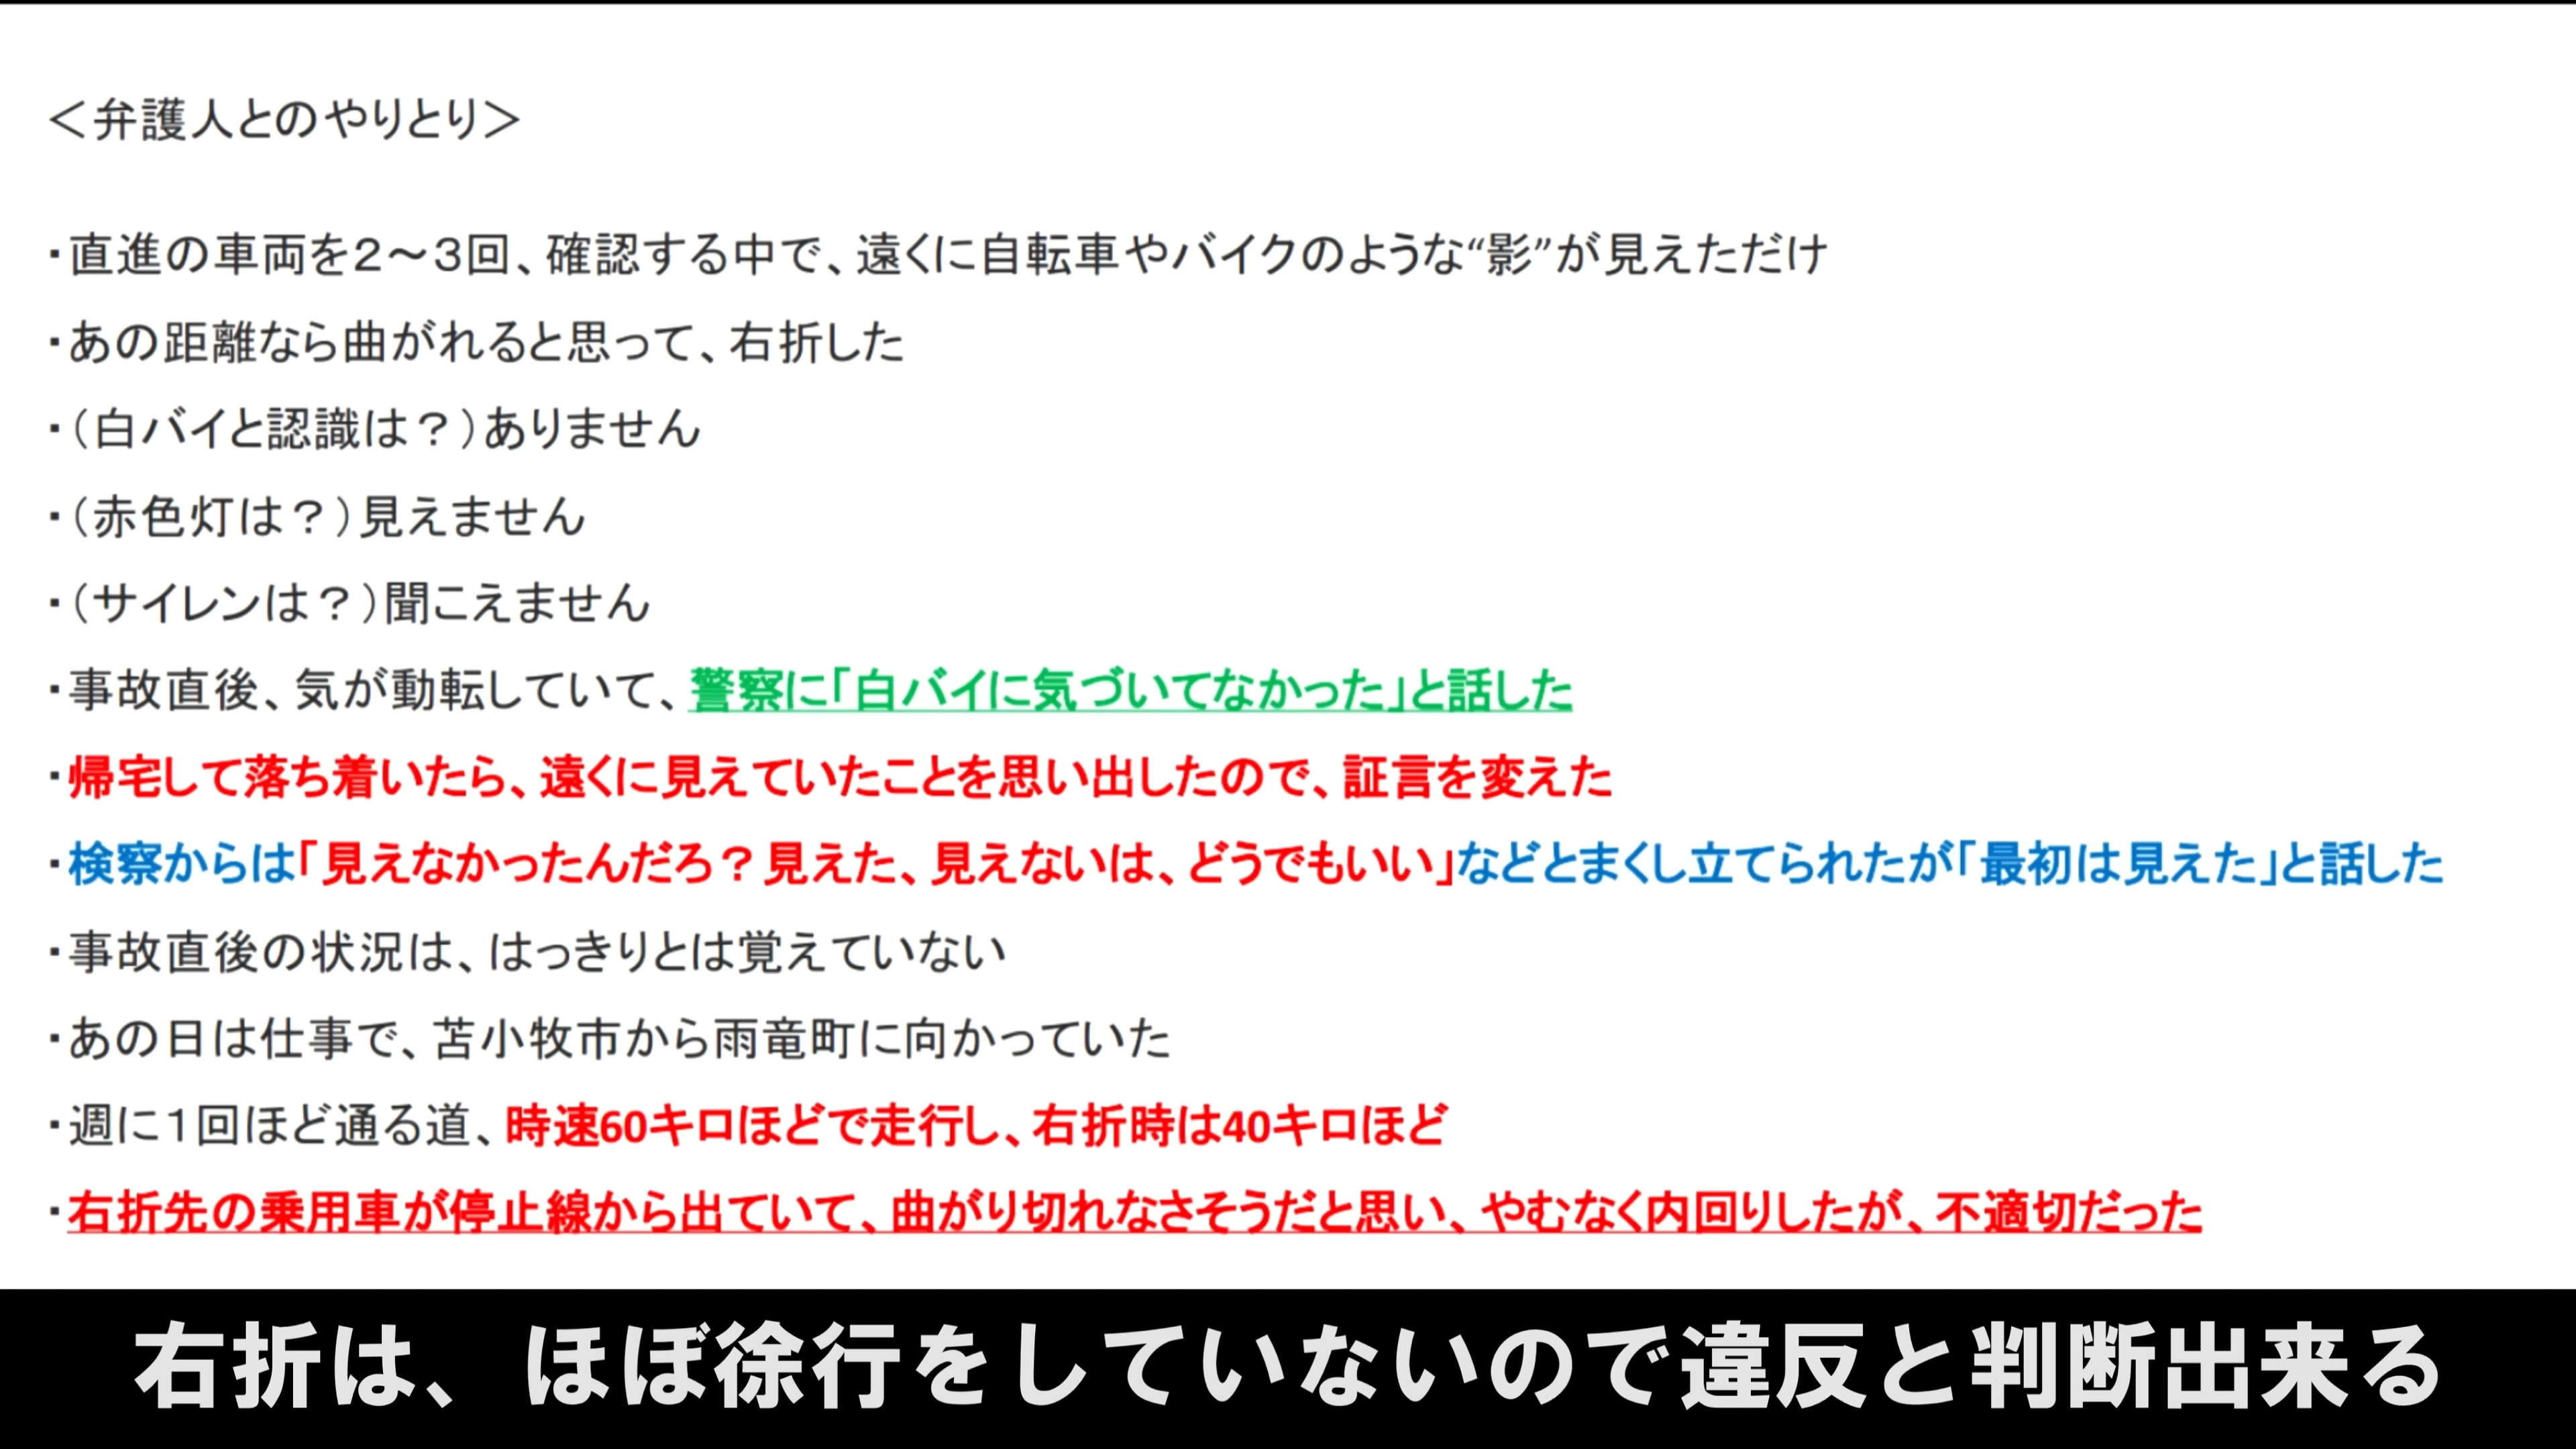 ＜弁護人とのやりとり＞
・直進の車両を２～３回、確認する中で、遠くに自転車やバイクのような“影”が見えただけ
・あの距離なら曲がれると思って、右折した
・（白バイと認識は？）ありません
・（赤色灯は？）見えません
・（サイレンは？）聞こえません
・事故直後、気が動転していて、警察に「白バイに気づいてなかった」と話した
・帰宅して落ち着いたら、遠くに見えていたことを思い出したので、証言を変えた
・検察からは「見えなかったんだろ？見えた、見えないは、どうでもいい」などとまくし立てられたが「最初は見えた」と話した
・事故直後の状況は、はっきりとは覚えていない
・あの日は仕事で、苫小牧市から雨竜町に向かっていた
・週に１回ほど通る道、時速60キロほどで走行し、右折時は40キロほど
・右折先の乗用車が停止線から出ていて、曲がり切れなさそうだと思い、やむなく内回りしたが、不適切だった
右折は、ほぼ徐行をしていないので違反と判断出来る